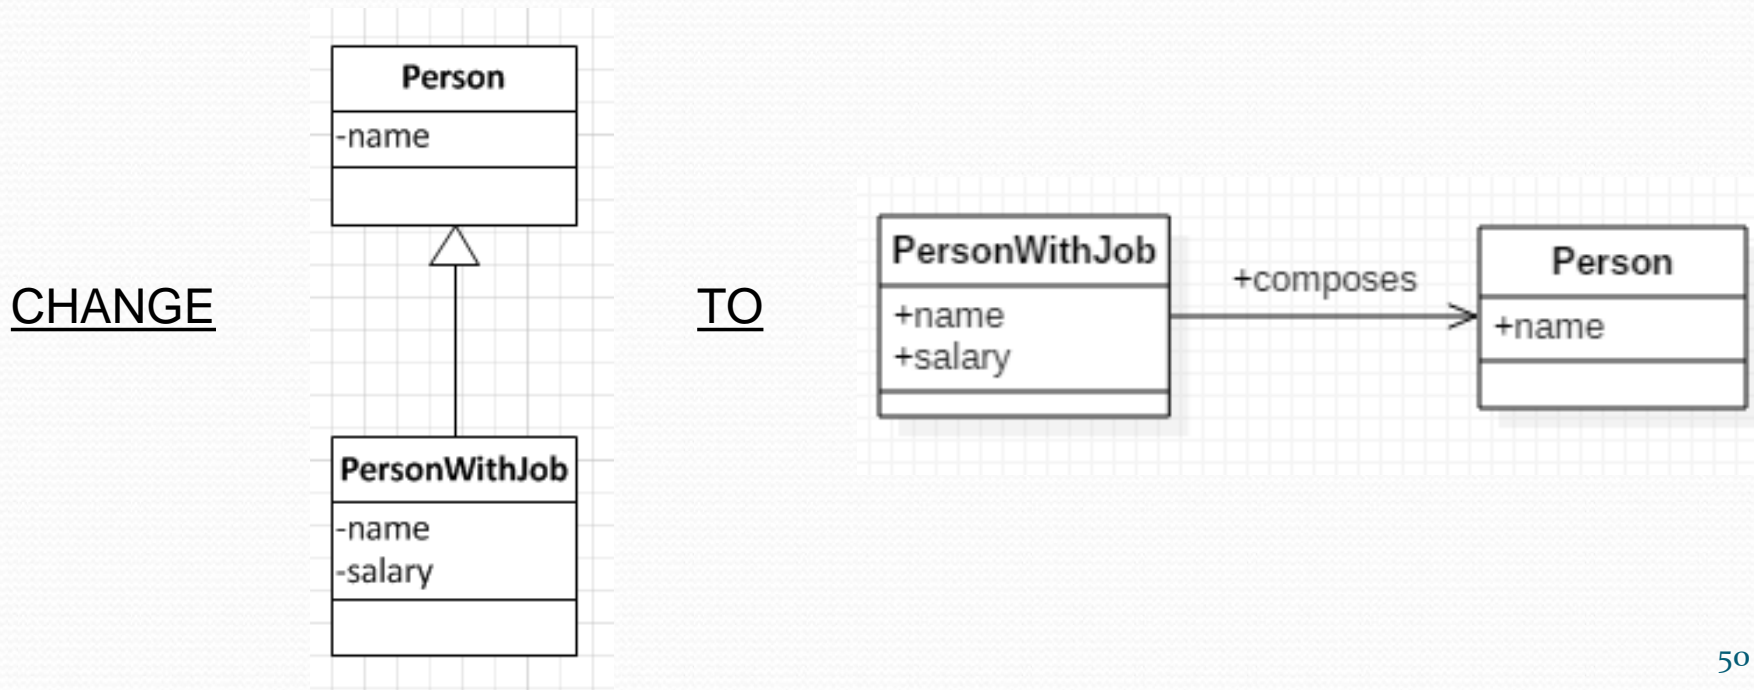 CHANGE
Person
-name
PersonWithJob
-name
-salary
TO
PersonWithJob
+name
+salary
+composes
Person
+name
50